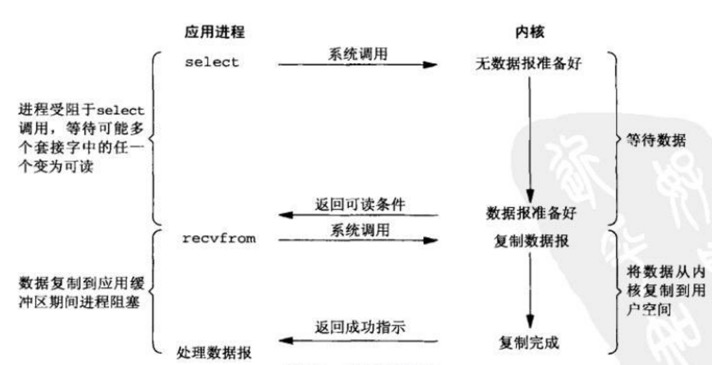 应用进程
内核
select
系统调用
无数据报准备好
进程受阻于select
调用，等待可能多
个套接字中的任一
个变为可读
等待数据
返回可读条件
数据报准备好
recvfrom
系统调用
复制数据报
数据复制到应用缓
冲区期间进程阻塞
将数据从内
核复制到用
户空间
返回成功指示
复制完成
处理数据报